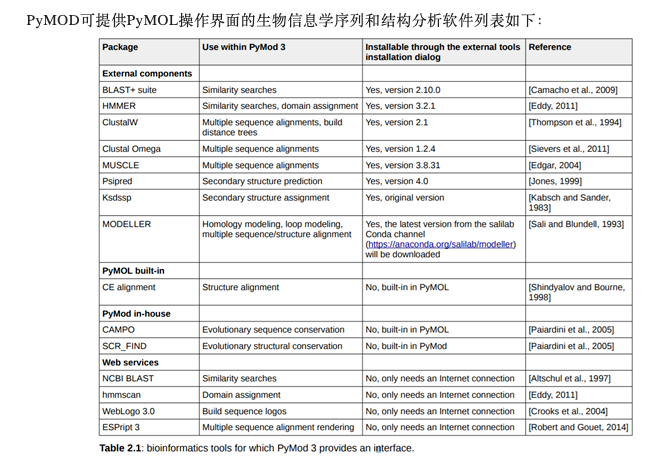 PyMOD可提供PyMOL操作界面的生物信息学序列和结构分析软件列表如下：
Package Use within PyMod 3 Installable through the external tools installation dialog Reference
External components
BLAST+ suite Similarity searches Yes, version 2.10.0 [Camacho et al., 2009]
HMMER Similarity searches, domain assignment Yes, version 3.2.1 [Eddy, 2011]
ClustalW Multiple sequence alignments, build distance trees Yes, version 2.1 [Thompson et al., 1994]
Clustal Omega Multiple sequence alignments Yes, version 1.2.4 [Sievers et al., 2011]
MUSCLE Multiple sequence alignments Yes, version 3.8.31 [Edgar, 2004]
Psipred Secondary structure prediction Yes, version 4.0 [Jones, 1999]
Ksdssp Secondary structure assignment Yes, original version [Kabsch and Sander, 1983]
MODELLER Homology modeling, loop modeling, multiple sequence/structure alignment Yes, the latest version from the salilab Conda channel (https://anaconda.org/salilab/modeller) will be downloaded [Sali and Blundell, 1993]
PyMOL built-in
CE alignment Structure alignment No, built-in in PyMOL [Shindyalov and Bourne, 1998]
PyMod in-house
CAMPO Evolutionary sequence conservation No, built-in in PyMOL [Paiardini et al., 2005]
SCR_FIND Evolutionary structural conservation No, built-in in PyMod [Paiardini et al., 2005]
Web services
NCBI BLAST Similarity searches No, only needs an Internet connection [Altschul et al., 1997]
hmmscan Domain assignment No, only needs an Internet connection [Eddy, 2011]
WebLogo 3.0 Build sequence logos No, only needs an Internet connection [Crooks et al., 2004]
ESPript 3 Multiple sequence alignment rendering No, only needs an Internet connection [Robert and Gouet, 2014]
Table 2.1: bioinformatics tools for which PyMod 3 provides an interface.